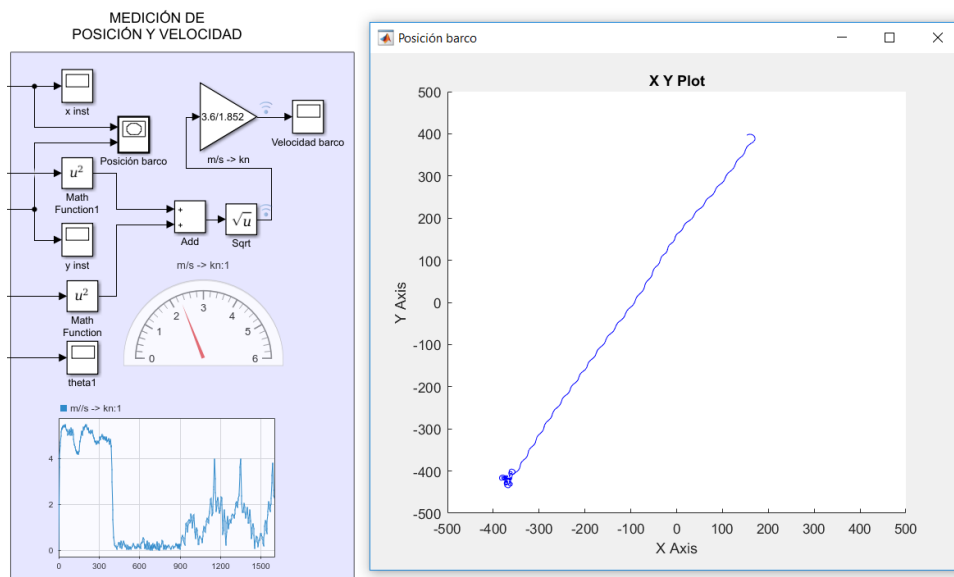 MEDICIÓN DE
POSICIÓN Y VELOCIDAD
x inst
Posición barco
3.6/1.852
m/s -> kn
Velocidad barco
u²
Math
Function1
+
+
Add
√u
Sqrt
y inst
u²
Math
Function
theta1
m/s -> kn:1
0
1
2
3
4
5
6
m//s -> kn:1
4
2
0
0
300
600
900
1200
1500
Posición barco
X Y Plot
Y Axis
500
400
300
200
100
0
-100
-200
-300
-400
-500
-500
-400
-300
-200
-100
0
100
200
300
400
500
X Axis